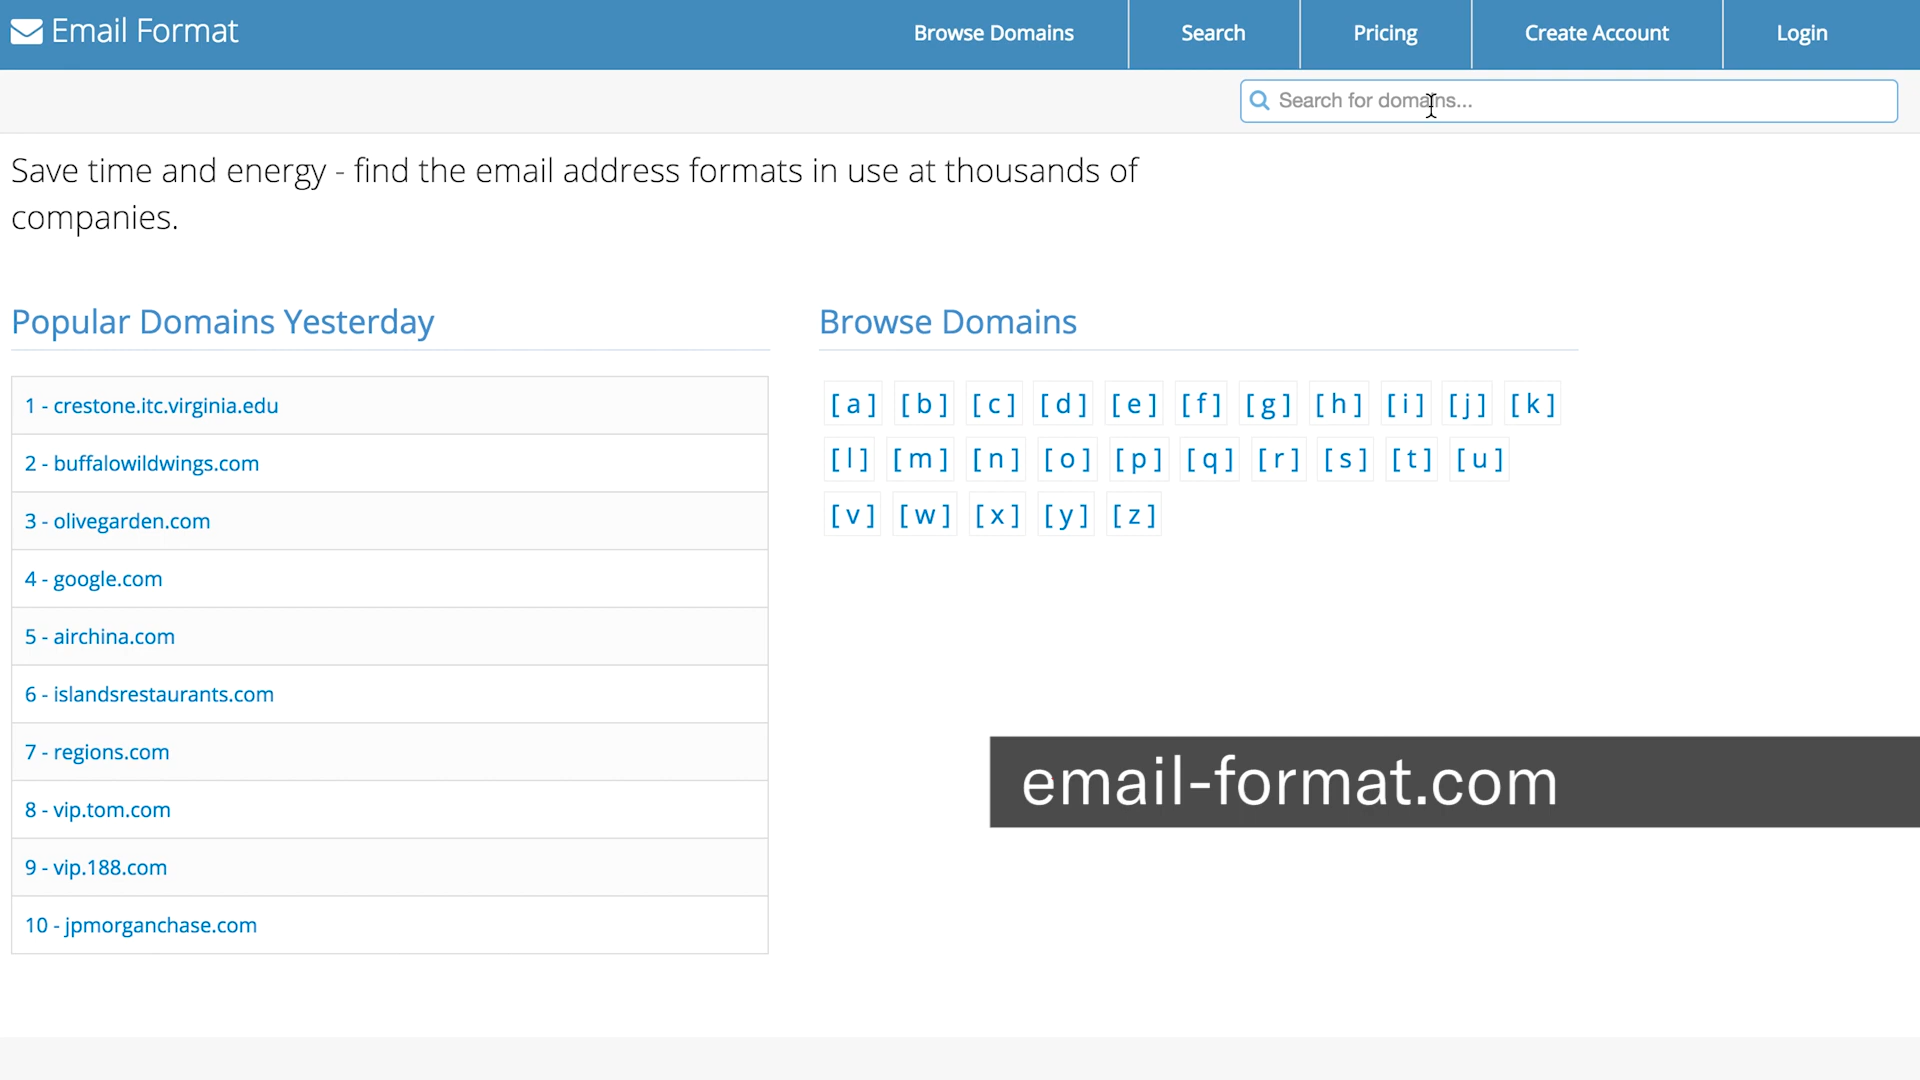 Email Format
Browse Domains
Search
Pricing
Create Account
Login
Search for domains...
Save time and energy - find the email address formats in use at thousands of
companies.
Popular Domains Yesterday
1 - crestone.itc.virginia.edu
2 - buffalowildwings.com
3 - olivegarden.com
4 - google.com
5 - airchina.com
6 - islandsrestaurants.com
7 - regions.com
8 - vip.tom.com
9 - vip.188.com
10 - jpmorganchase.com
Browse Domains
[ a ] [ b ] [ c ] [ d ] [ e ] [ f ] [ g ] [ h ] [ i ] [ j ] [ k ]
[ l ] [ m ] [ n ] [ o ] [ p ] [ q ] [ r ] [ s ] [ t ] [ u ]
[ v ] [ w ] [ x ] [ y ] [ z ]
email-format.com